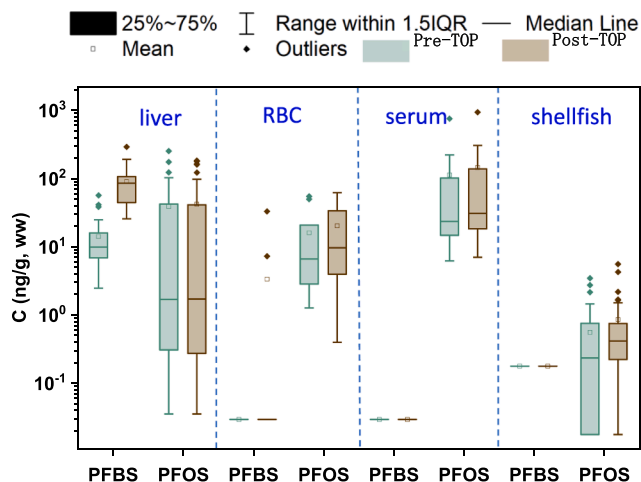 25%~75% Range within 1.5IQR Median Line
Mean Outliers Pre-TOP Post-TOP
liver RBC serum shellfish
C (ng/g, ww)
10³
10²
10¹
10⁰
10⁻¹
PFBS PFOS PFBS PFOS PFBS PFOS PFBS PFOS